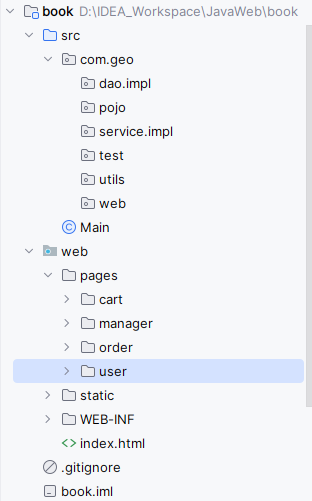 book D:\IDEA_Workspace\JavaWeb\book
src
com.geo
dao.impl
pojo
service.impl
test
utils
web
Main
web
pages
cart
manager
order
user
static
WEB-INF
index.html
.gitignore
book.iml